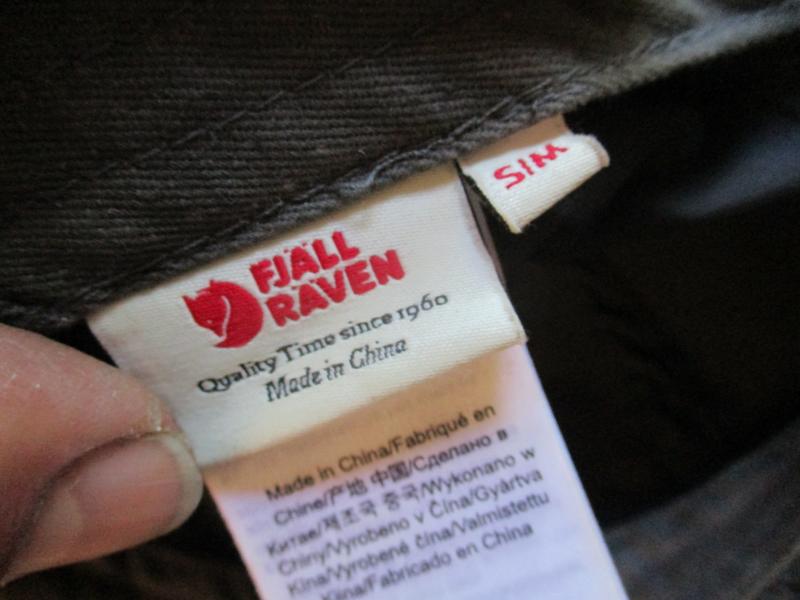 S/M
FJÄLL
RÄVEN
Quality Time since 1960
Made in China
Made in China/Fabriqué en
Chine/产地 中国/Сделано в
Китае/제조국 중국/Wykonano w
Chiny/Vyrobeno v Čína/Gyártva
Kína/Vyrobené čína/Valmistettu
Kiina/Fabricado en China